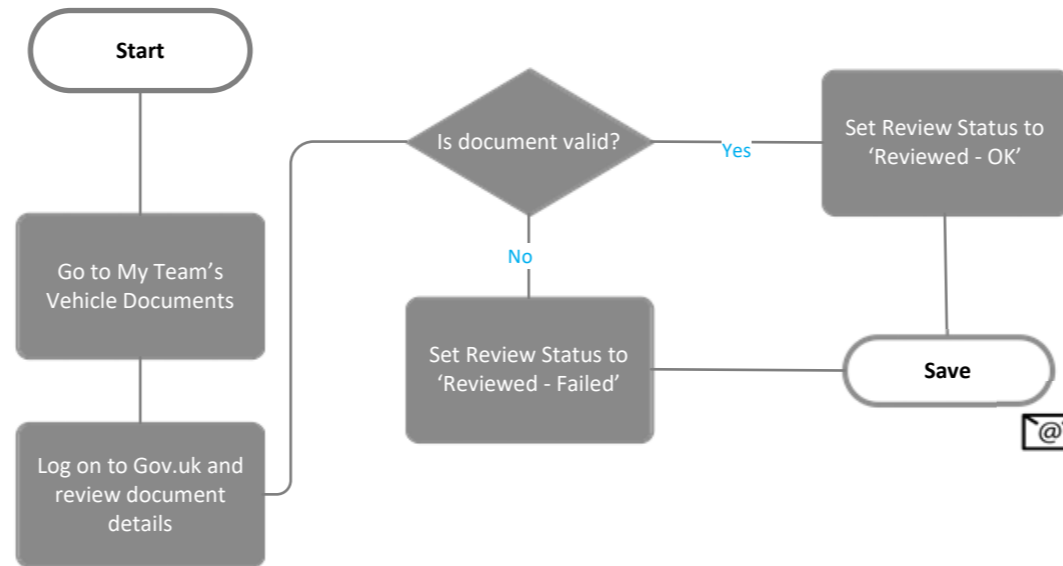 Start
Go to My Team’s
Vehicle Documents
Log on to Gov.uk and
review document
details
Is document valid?
Yes
No
Set Review Status to
‘Reviewed - OK’
Set Review Status to
‘Reviewed - Failed’
Save
@